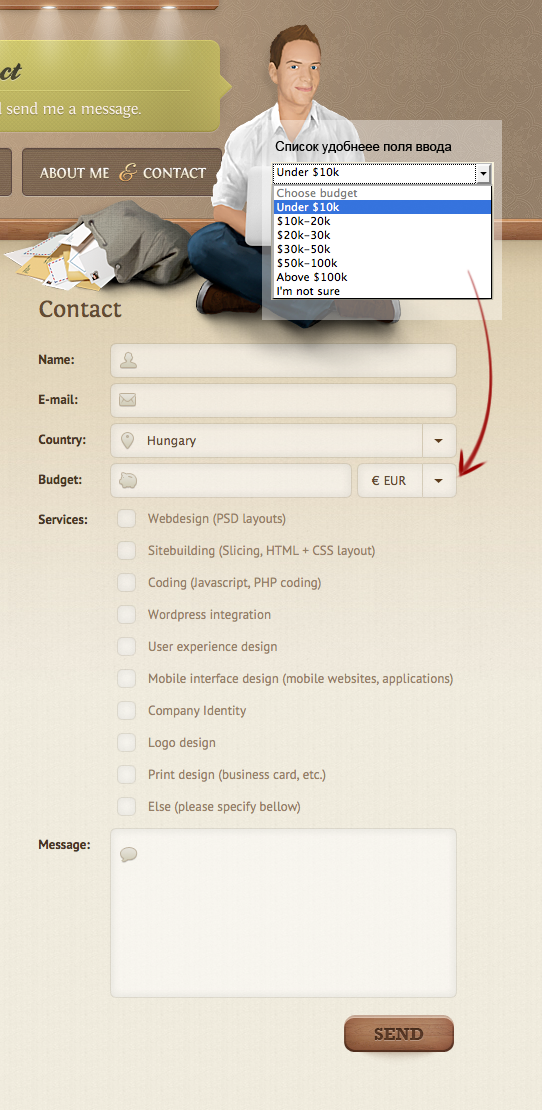 ct
send me a message.
ABOUT ME & CONTACT
Список удобнеее поля ввода
Under $10k
Choose budget
Under $10k
$10k-20k
$20k-30k
$30k-50k
$50k-100k
Above $100k
I'm not sure
Contact
Name:
E-mail:
Country:
Hungary
Budget:
€ EUR
Services:
Webdesign (PSD layouts)
Sitebuilding (Slicing, HTML + CSS layout)
Coding (Javascript, PHP coding)
Wordpress integration
User experience design
Mobile interface design (mobile websites, applications)
Company Identity
Logo design
Print design (business card, etc.)
Else (please specify bellow)
Message:
SEND